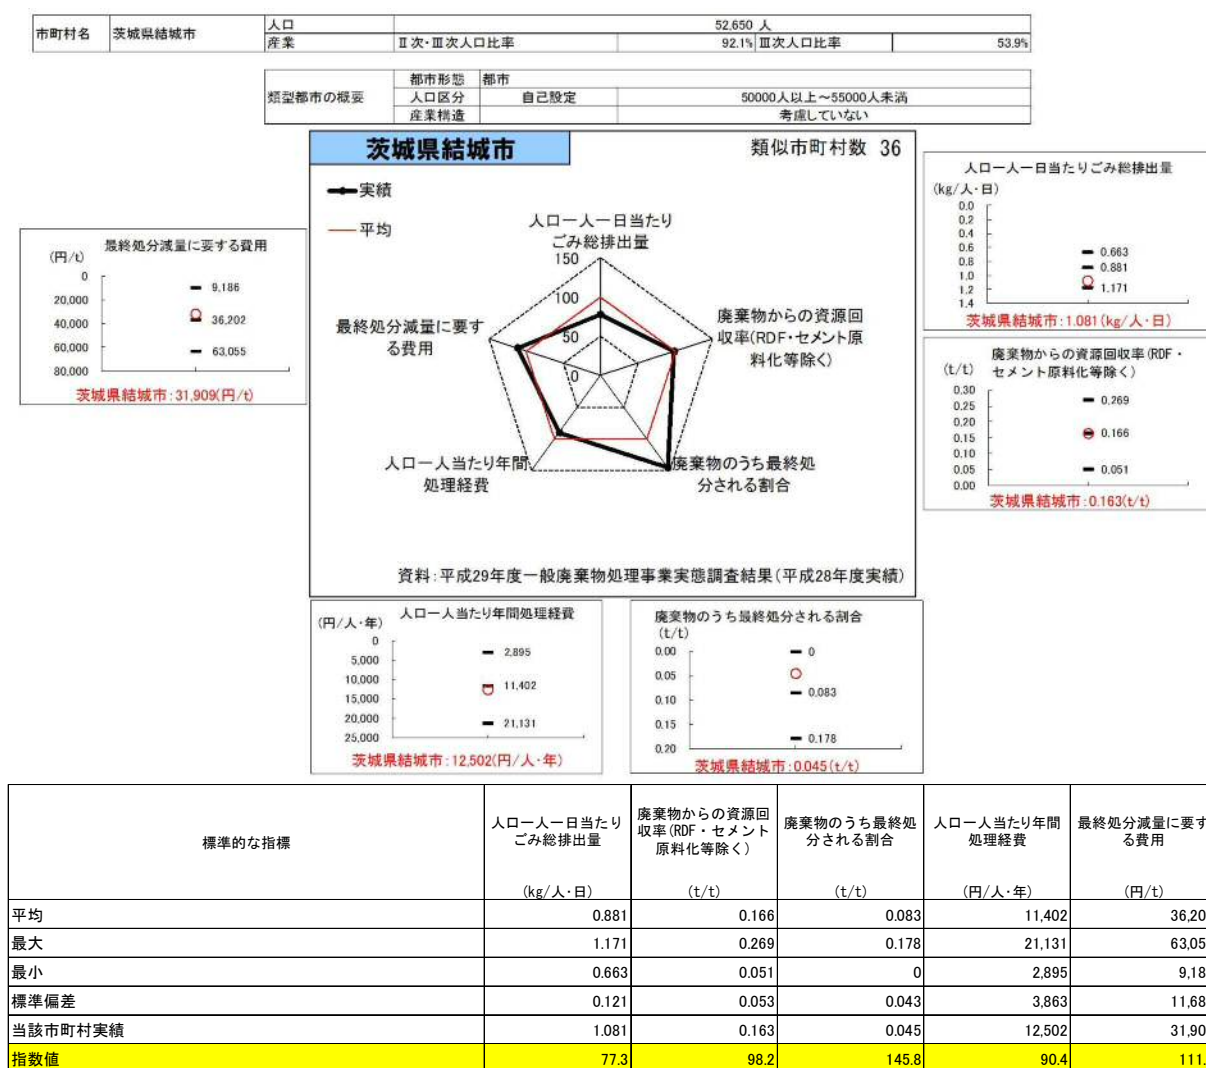 市町村名 茨城県結城市 人口 52,650 人
産業 Ⅱ次・Ⅲ次人口比率 92.1% Ⅲ次人口比率 53.9%
類型都市の概要 都市形態 都市
人口区分 自己設定 50000人以上～55000人未満
産業構造 考慮していない
茨城県結城市
類似市町村数 36
実績
平均
人口一人一日当たり
ごみ総排出量
150
100
50
0
廃棄物からの資源回
収率(RDF・セメント原
料化等除く)
廃棄物のうち最終処
分される割合
人口一人当たり年間
処理経費
最終処分減量に要す
る費用
資料：平成29年度一般廃棄物処理事業実態調査結果（平成28年度実績）
最終処分減量に要する費用
(円/t)
0
20,000
40,000
60,000
80,000
9,186
36,202
63,055
茨城県結城市：31,909(円/t)
人口一人一日当たりごみ総排出量
(kg/人・日)
0.0
0.2
0.4
0.6
0.8
1.0
1.2
1.4
0.663
0.881
1.171
茨城県結城市：1.081(kg/人・日)
廃棄物からの資源回収率(RDF・
(t/t) セメント原料化等除く)
0.30
0.25
0.20
0.15
0.10
0.05
0.00
0.269
0.166
0.051
茨城県結城市：0.163(t/t)
人口一人当たり年間処理経費
(円/人・年)
0
5,000
10,000
15,000
20,000
25,000
2,895
11,402
21,131
茨城県結城市：12,502(円/人・年)
廃棄物のうち最終処分される割合
(t/t)
0.00
0.05
0.10
0.15
0.20
0
0.083
0.178
茨城県結城市：0.045(t/t)
標準的な指標
人口一人一日当たり
ごみ総排出量
(kg/人・日)
廃棄物からの資源回
収率(RDF・セメント
原料化等除く)
(t/t)
廃棄物のうち最終処
分される割合
(t/t)
人口一人当たり年間
処理経費
(円/人・年)
最終処分減量に要す
る費用
(円/t)
平均 0.881 0.166 0.083 11,402 36,20
最大 1.171 0.269 0.178 21,131 63,05
最小 0.663 0.051 0 2,895 9,18
標準偏差 0.121 0.053 0.043 3,863 11,68
当該市町村実績 1.081 0.163 0.045 12,502 31,90
指数値 77.3 98.2 145.8 90.4 111.